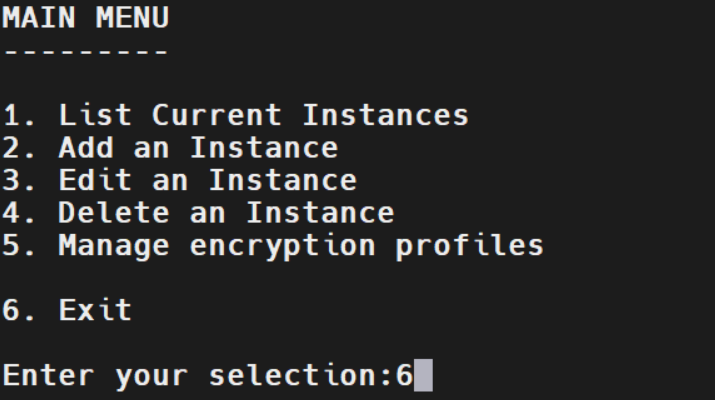 MAIN MENU
---------
1. List Current Instances
2. Add an Instance
3. Edit an Instance
4. Delete an Instance
5. Manage encryption profiles
6. Exit
Enter your selection:6